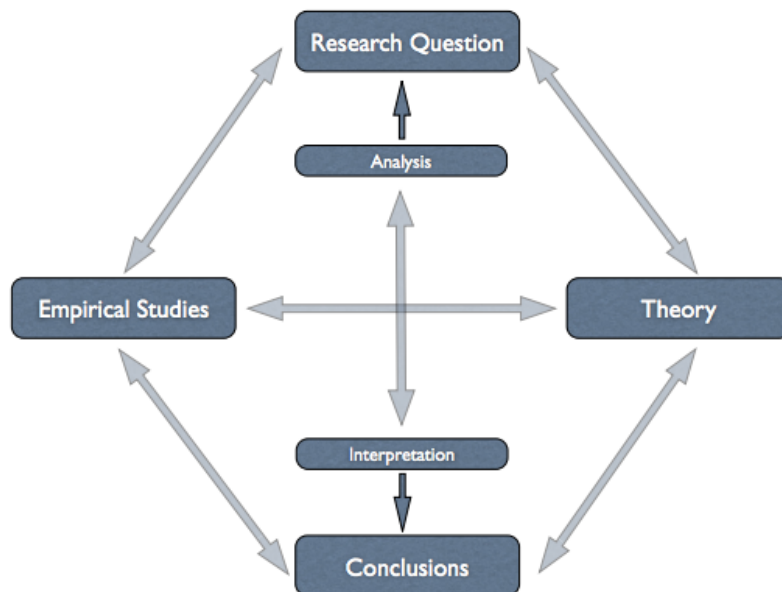 Research Question
Analysis
Empirical Studies
Theory
Interpretation
Conclusions